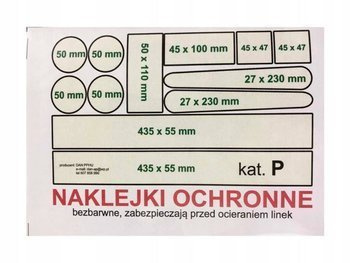 50 mm
50 mm
50 x 110 mm
45 x 100 mm
45 x 47
45 x 47
50 mm
50 mm
27 x 230 mm
27 x 230 mm
435 x 55 mm
435 x 55 mm
kat. P
NAKLEJKI OCHRONNE
bezbarwne, zabezpieczają przed ocieraniem linek